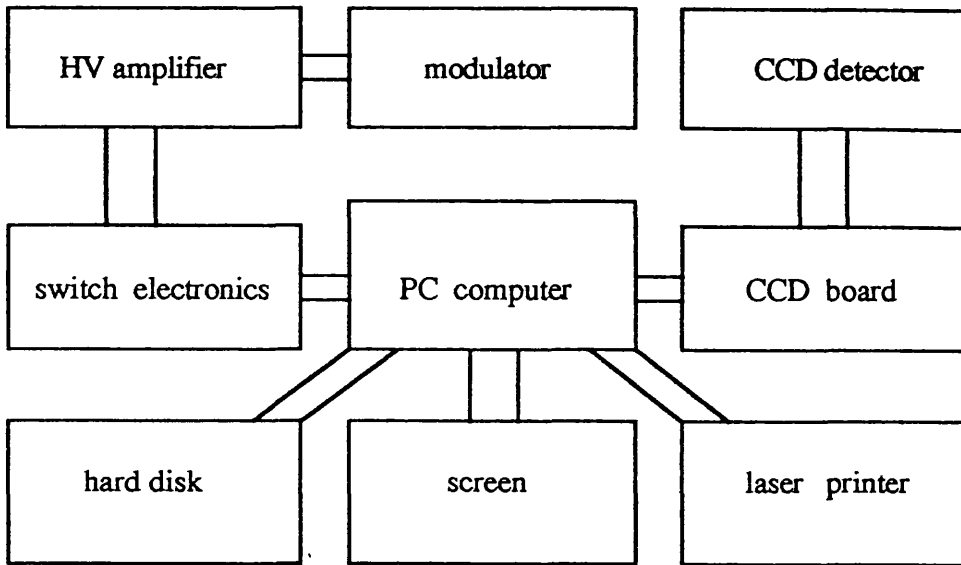 HV amplifier
modulator
CCD detector
switch electronics
PC computer
CCD board
hard disk
screen
laser printer